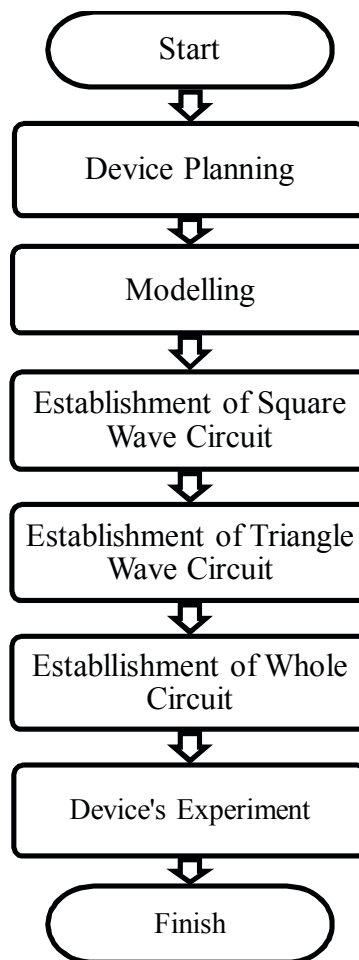 Start
Device Planning
Modelling
Establishment of Square
Wave Circuit
Establishment of Triangle
Wave Circuit
Establlishment of Whole
Circuit
Device's Experiment
Finish